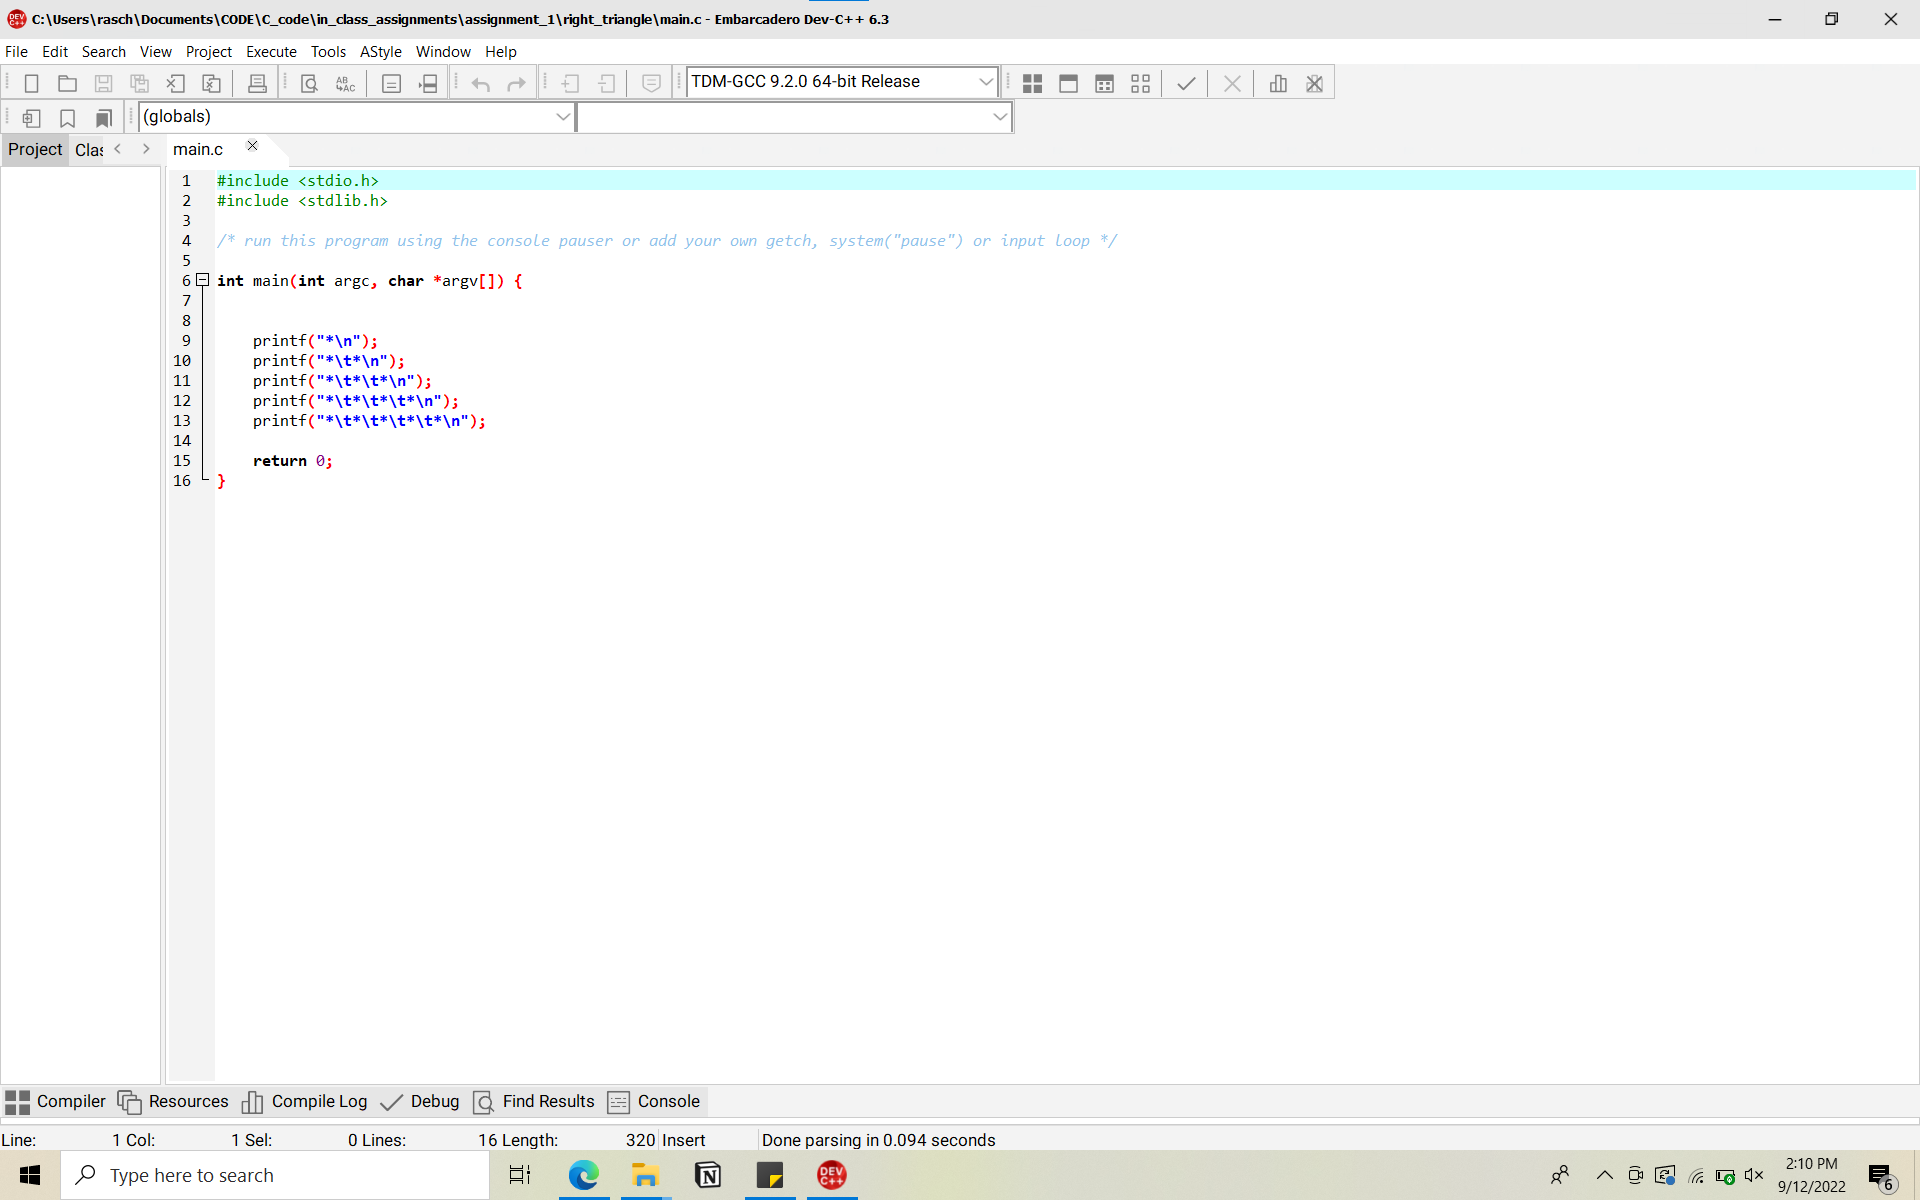 C:\Users\rasch\Documents\CODE\C_code\in_class_assignments\assignment_1\right_triangle\main.c - Embarcadero Dev-C++ 6.3
File Edit Search View Project Execute Tools AStyle Window Help
TDM-GCC 9.2.0 64-bit Release
(globals)
Project Clas main.c
1 #include <stdio.h>
2 #include <stdlib.h>
3
4 /* run this program using the console pauser or add your own getch, system("pause") or input loop */
5
6 int main(int argc, char *argv[]) {
7
8
9 printf("*\n");
10 printf("*\t*\n");
11 printf("*\t*\t*\n");
12 printf("*\t*\t*\t*\n");
13 printf("*\t*\t*\t*\t*\n");
14
15 return 0;
16 }
Compiler Resources Compile Log Debug Find Results Console
Line: 1 Col: 1 Sel: 0 Lines: 16 Length: 320 Insert Done parsing in 0.094 seconds
Type here to search
DEV C++
2:10 PM
9/12/2022
6